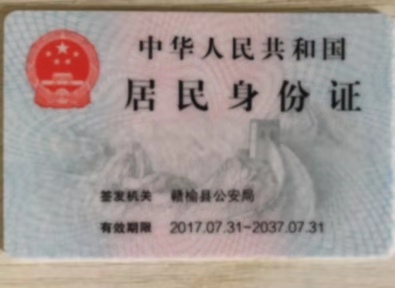 中华人民共和国
居民身份证
签发机关 赣榆县公安局
有效期限 2017.07.31-2037.07.31